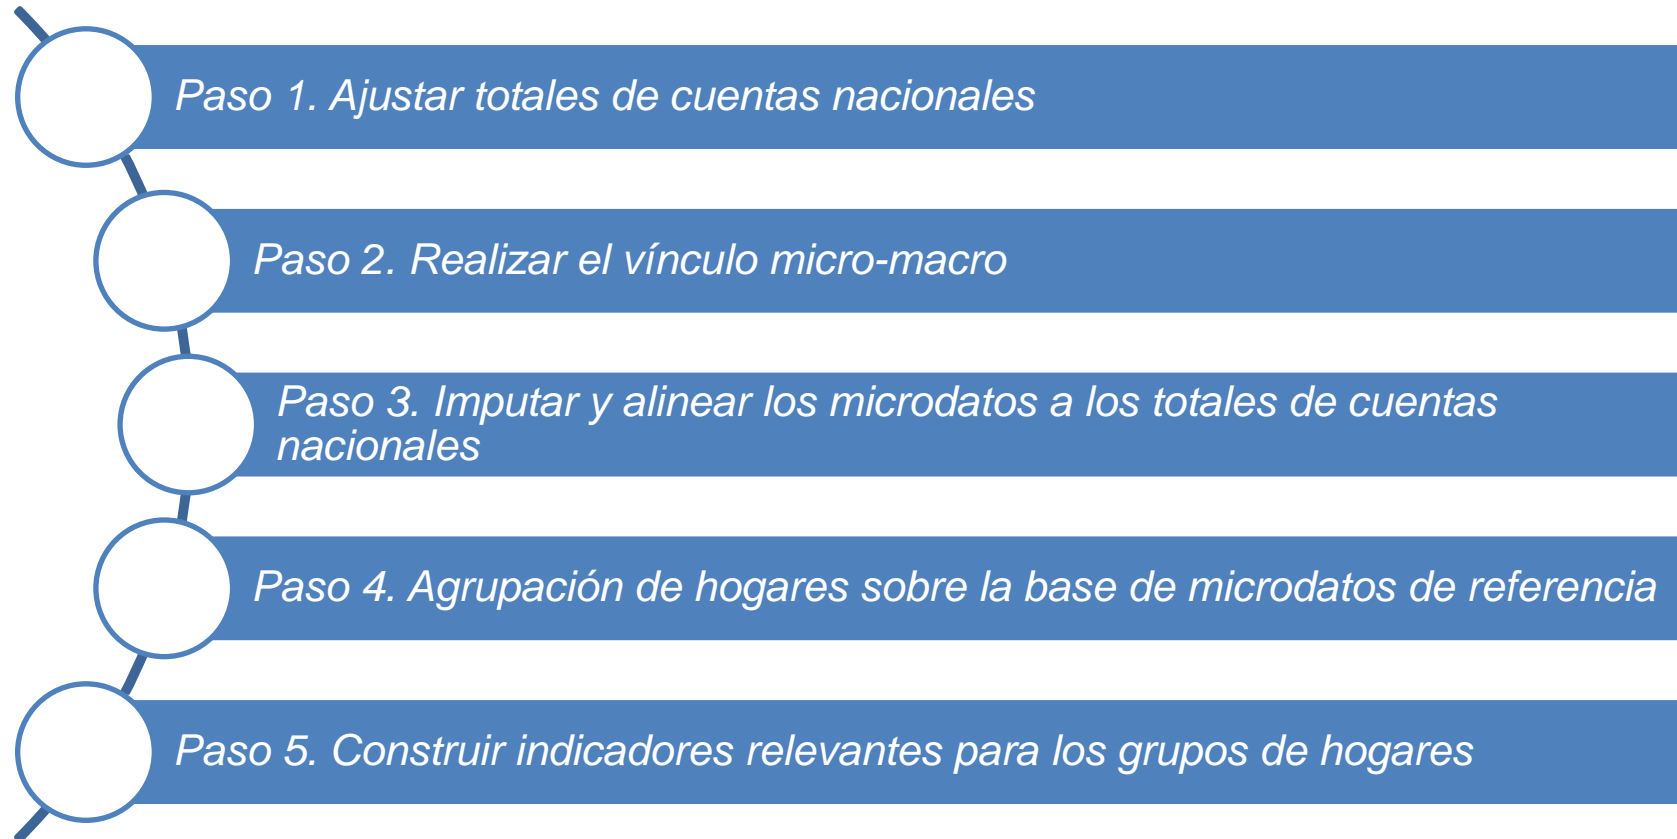 Paso 1. Ajustar totales de cuentas nacionales
Paso 2. Realizar el vínculo micro-macro
Paso 3. Imputar y alinear los microdatos a los totales de cuentas
nacionales
Paso 4. Agrupación de hogares sobre la base de microdatos de referencia
Paso 5. Construir indicadores relevantes para los grupos de hogares